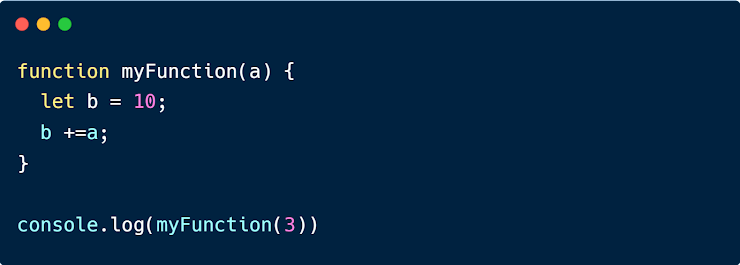 function myFunction(a) {
  let b = 10;
  b +=a;
}
console.log(myFunction(3))